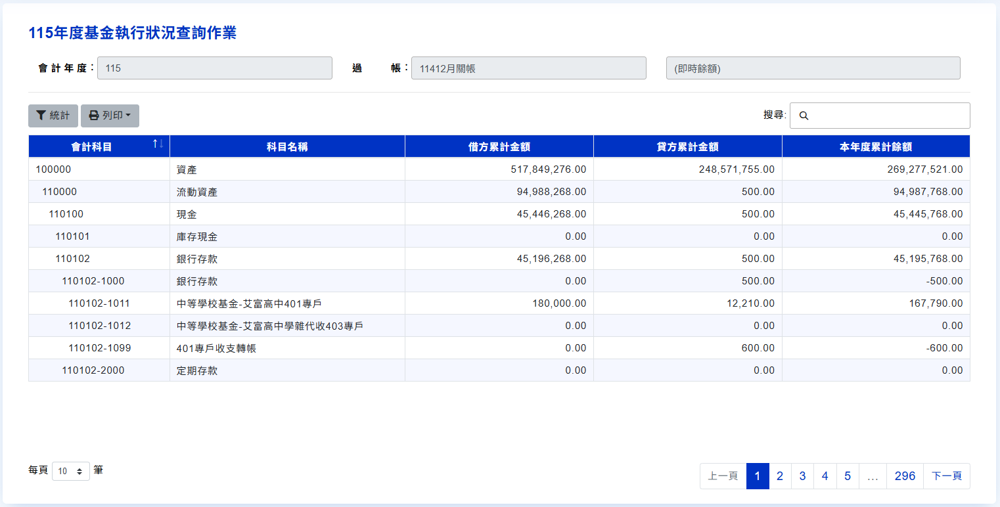 115年度基金執行狀況查詢作業
會計年度： 115 過 帳： 11412月關帳 (即時餘額)
統計 列印 搜尋:
會計科目 科目名稱 借方累計金額 貸方累計金額 本年度累計餘額
100000 資產 517,849,276.00 248,571,755.00 269,277,521.00
110000 流動資產 94,988,268.00 500.00 94,987,768.00
110100 現金 45,446,268.00 500.00 45,445,768.00
110101 庫存現金 0.00 0.00 0.00
110102 銀行存款 45,196,268.00 500.00 45,195,768.00
110102-1000 銀行存款 0.00 500.00 -500.00
110102-1011 中等學校基金-艾富高中401專戶 180,000.00 12,210.00 167,790.00
110102-1012 中等學校基金-艾富高中學雜代收403專戶 0.00 0.00 0.00
110102-1099 401專戶收支轉帳 0.00 600.00 -600.00
110102-2000 定期存款 0.00 0.00 0.00
每頁 10 筆 上一頁 1 2 3 4 5 … 296 下一頁